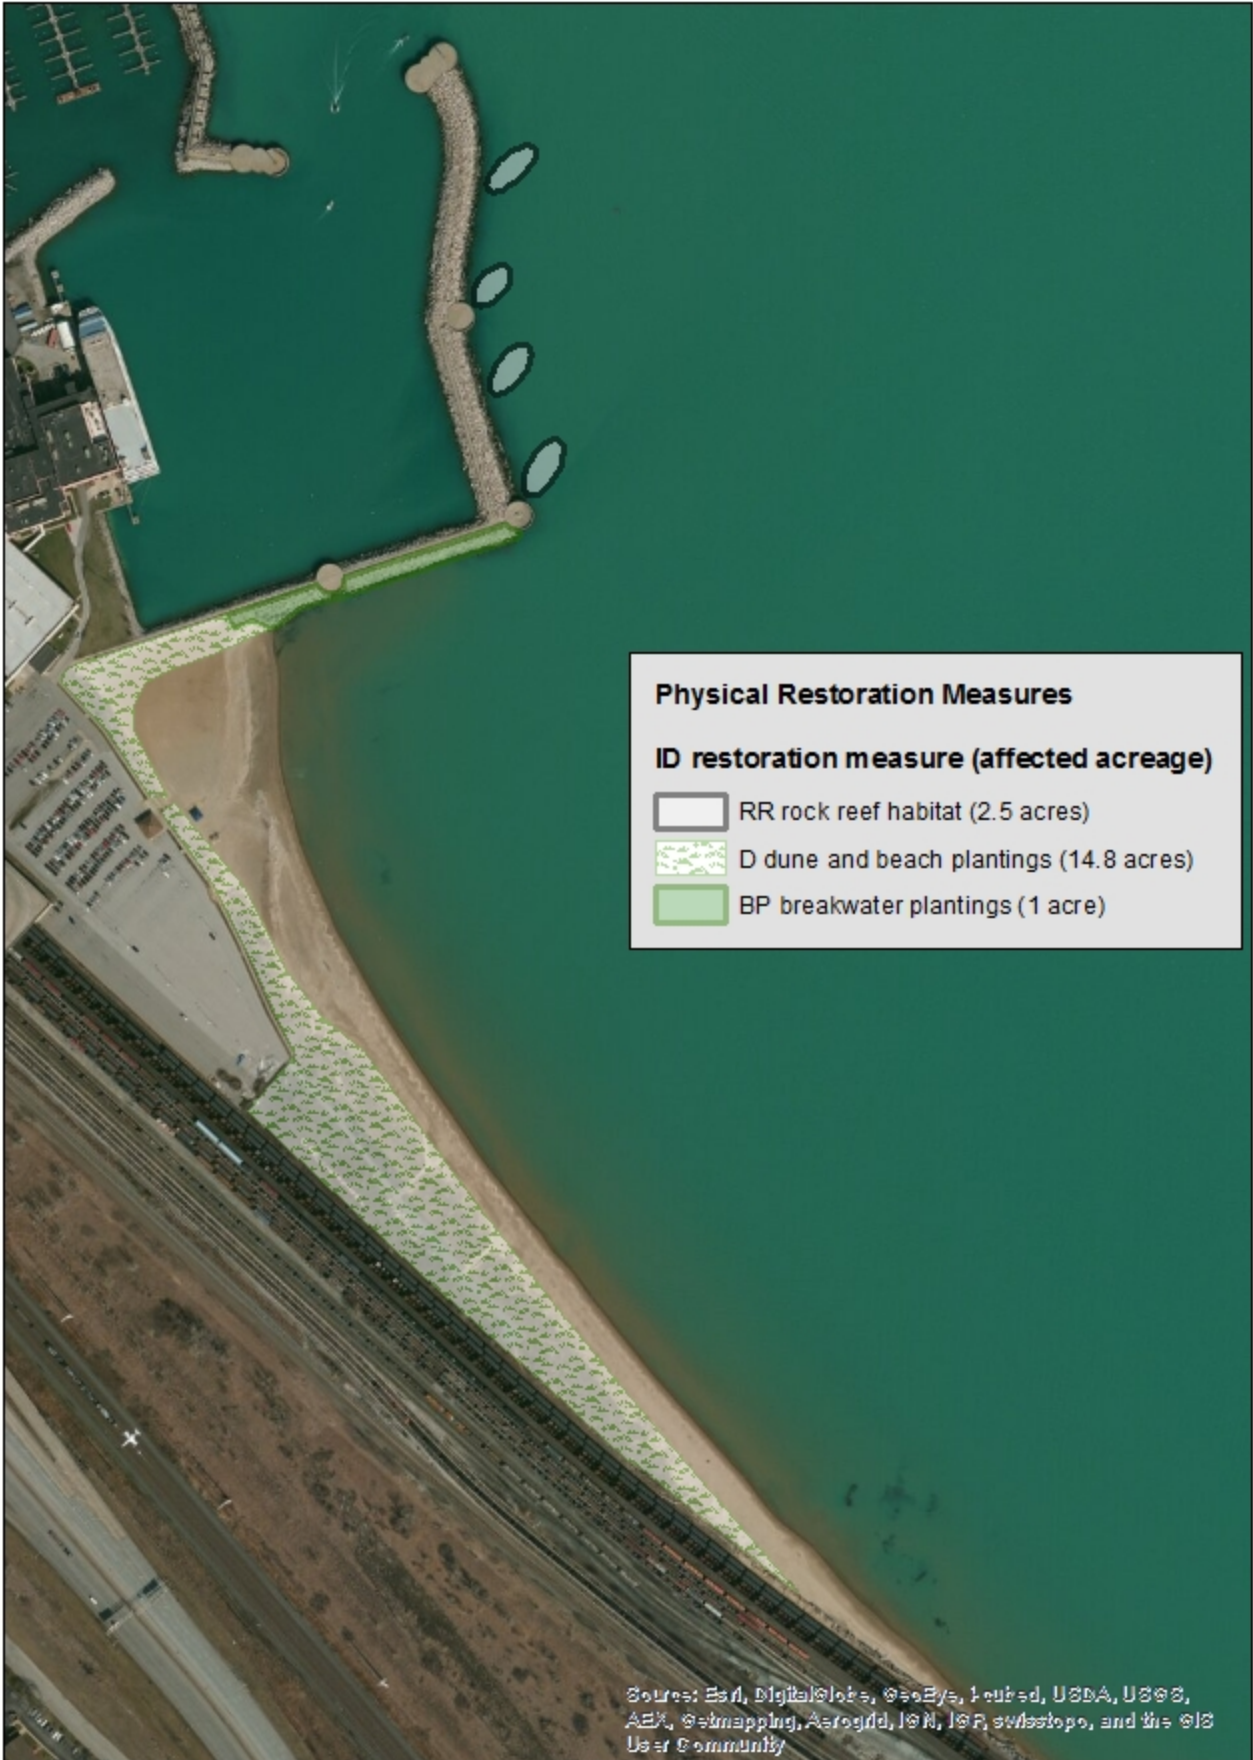 Physical Restoration Measures
ID restoration measure (affected acreage)
RR rock reef habitat (2.5 acres)
D dune and beach plantings (14.8 acres)
BP breakwater plantings (1 acre)
Source: Esri, DigitalGlobe, GeoEye, i-cubed, USDA, USGS,
AEX, Getmapping, Aerogrid, IGN, IGP, swisstopo, and the GIS
User Community